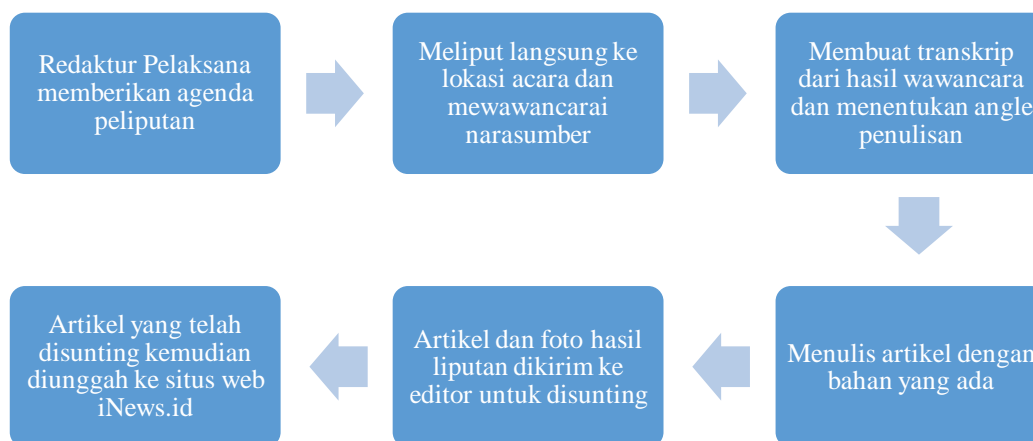 Redaktur Pelaksana
memberikan agenda
peliputan
Meliput langsung ke
lokasi acara dan
mewawancarai
narasumber
Membuat transkrip
dari hasil wawancara
dan menentukan angle
penulisan
Menulis artikel dengan
bahan yang ada
Artikel dan foto hasil
liputan dikirim ke
editor untuk disunting
Artikel yang telah
disunting kemudian
diunggah ke situs web
iNews.id